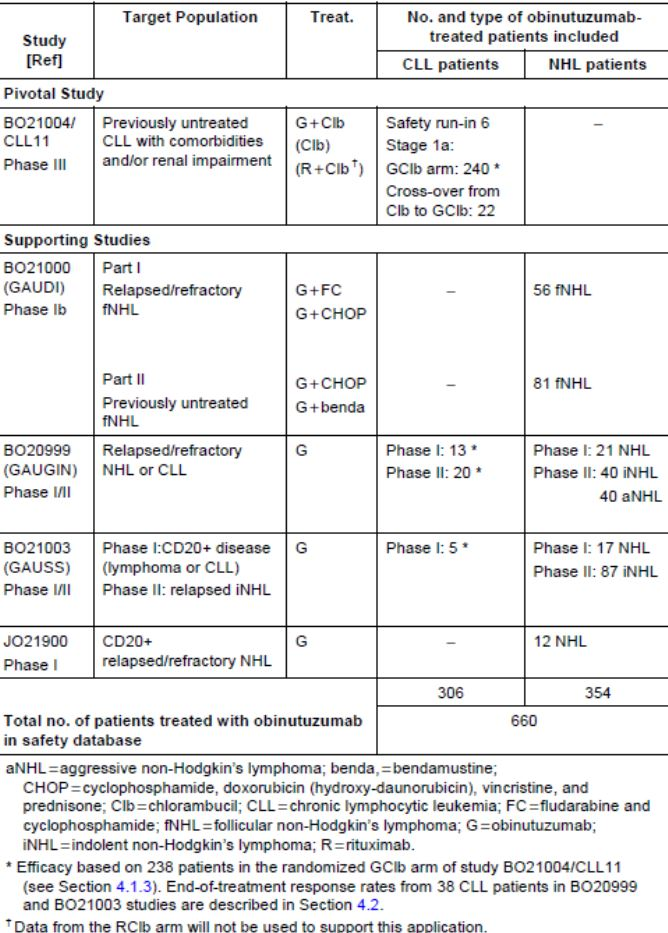 Study
[Ref]
Target Population
Treat.
No. and type of obinutuzumab-
treated patients included
CLL patients
NHL patients
Pivotal Study
BO21004/
CLL11
Phase III
Previously untreated
CLL with comorbidities
and/or renal impairment
G+Clb
(Clb)
(R+Clb†)
Safety run-in 6
Stage 1a:
GClb arm: 240 *
Cross-over from
Clb to GClb: 22
–
Supporting Studies
BO21000
(GAUDI)
Phase Ib
Part I
Relapsed/refractory
fNHL
G+FC
G+CHOP
–
56 fNHL
Part II
Previously untreated
fNHL
G+CHOP
G+benda
–
81 fNHL
BO20999
(GAUGIN)
Phase I/II
Relapsed/refractory
NHL or CLL
G
Phase I: 13 *
Phase II: 20 *
Phase I: 21 NHL
Phase II: 40 iNHL
40 aNHL
BO21003
(GAUSS)
Phase I/II
Phase I:CD20+ disease
(lymphoma or CLL)
Phase II: relapsed iNHL
G
Phase I: 5 *
Phase I: 17 NHL
Phase II: 87 iNHL
JO21900
Phase I
CD20+
relapsed/refractory NHL
G
–
12 NHL
306
354
Total no. of patients treated with obinutuzumab
in safety database
660
aNHL=aggressive non-Hodgkin's lymphoma; benda,=bendamustine;
CHOP=cyclophosphamide, doxorubicin (hydroxy-daunorubicin), vincristine, and
prednisone; Clb=chlorambucil; CLL=chronic lymphocytic leukemia; FC=fludarabine and
cyclophosphamide; fNHL=follicular non-Hodgkin's lymphoma; G=obinutuzumab;
iNHL=indolent non-Hodgkin's lymphoma; R=rituximab.
* Efficacy based on 238 patients in the randomized GClb arm of study BO21004/CLL11
(see Section 4.1.3). End-of-treatment response rates from 38 CLL patients in BO20999
and BO21003 studies are described in Section 4.2.
† Data from the RClb arm will not be used to support this application.